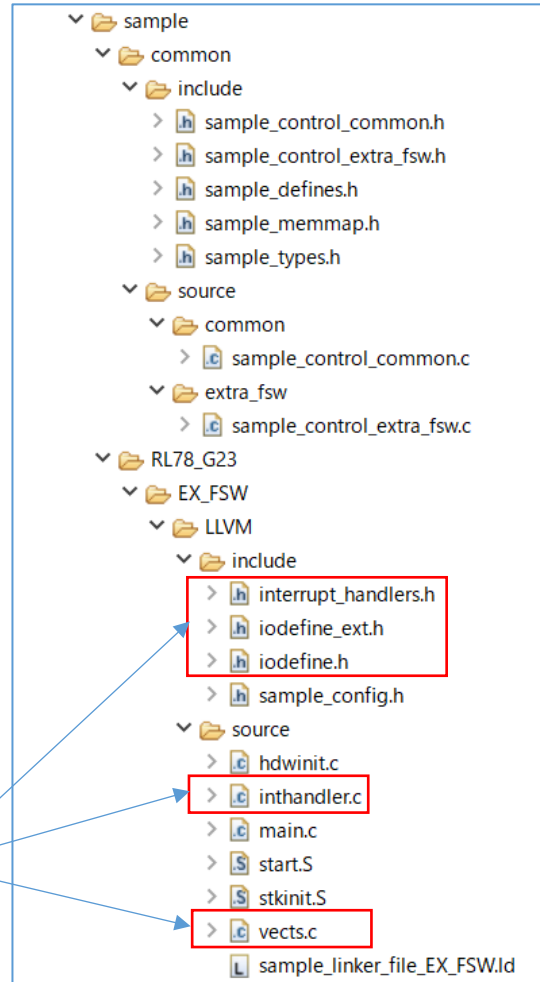 sample
common
include
.h sample_control_common.h
.h sample_control_extra_fsw.h
.h sample_defines.h
.h sample_memmap.h
.h sample_types.h
source
common
.c sample_control_common.c
extra_fsw
.c sample_control_extra_fsw.c
RL78_G23
EX_FSW
LLVM
include
.h interrupt_handlers.h
.h iodefine_ext.h
.h iodefine.h
.h sample_config.h
source
.c hdwinit.c
.c inthandler.c
.c main.c
.S start.S
.S stkinit.S
.c vects.c
L sample_linker_file_EX_FSW.ld